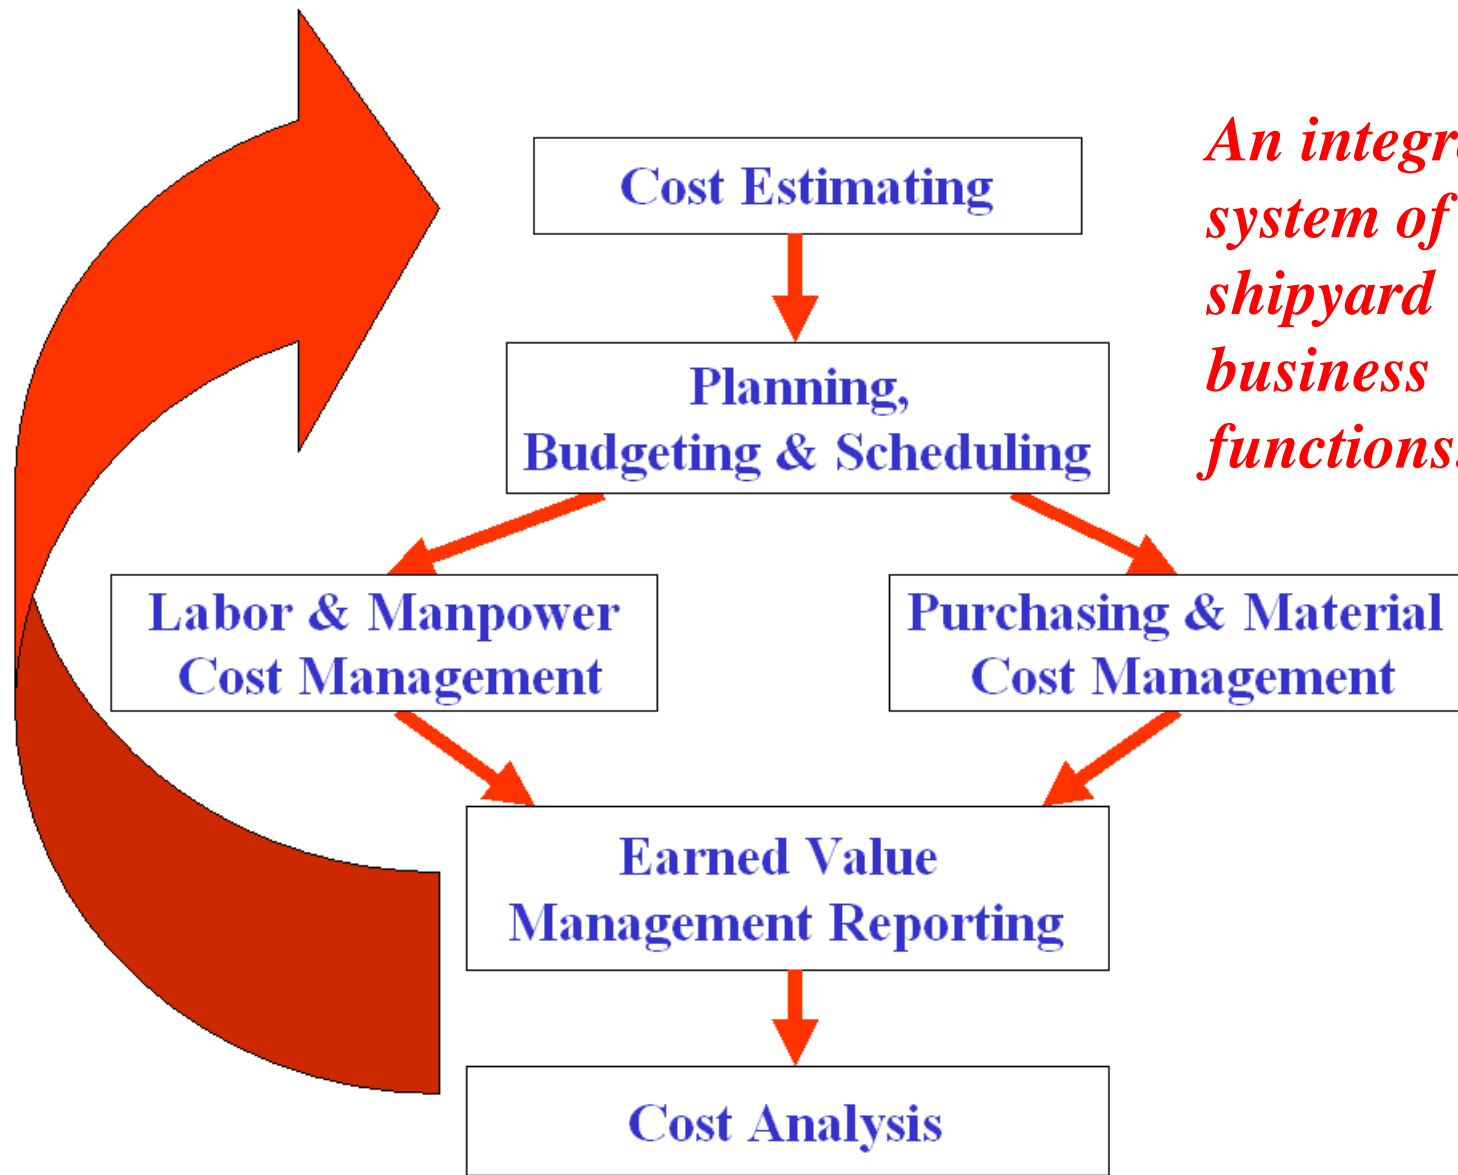 Cost Estimating
An
system of
shipyard
business
functions.
Planning,
Budgeting & Scheduling
Labor & Manpower
Cost Management
Purchasing & Material
Cost Management
Earned Value
Management Reporting
Cost Analysis